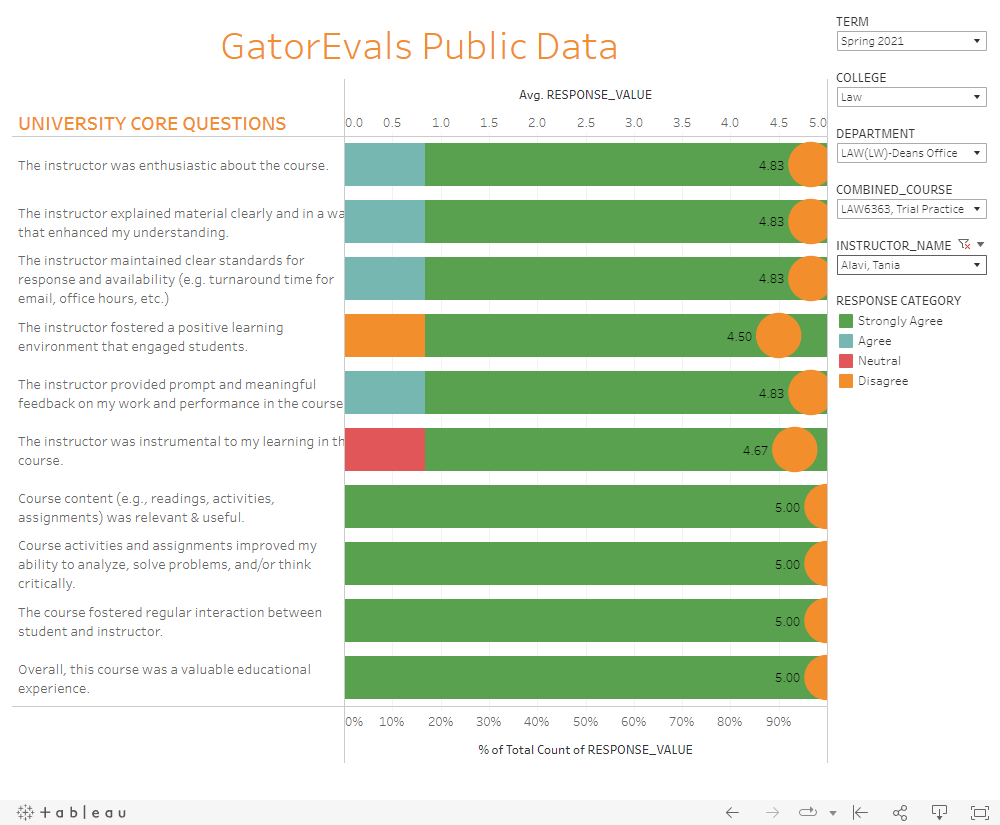 GatorEvals Public Data
TERM
Spring 2021
COLLEGE
Law
DEPARTMENT
LAW(LW)-Deans Office
COMBINED_COURSE
LAW6363, Trial Practice
INSTRUCTOR_NAME
Alavi, Tania
RESPONSE CATEGORY
Strongly Agree
Agree
Neutral
Disagree
Avg. RESPONSE_VALUE
UNIVERSITY CORE QUESTIONS
0.0 0.5 1.0 1.5 2.0 2.5 3.0 3.5 4.0 4.5 5.0
The instructor was enthusiastic about the course.
4.83
The instructor explained material clearly and in a wa
that enhanced my understanding.
4.83
The instructor maintained clear standards for
response and availability (e.g. turnaround time for
email, office hours, etc.)
4.83
The instructor fostered a positive learning
environment that engaged students.
4.50
The instructor provided prompt and meaningful
feedback on my work and performance in the course
4.83
The instructor was instrumental to my learning in th
course.
4.67
Course content (e.g., readings, activities,
assignments) was relevant & useful.
5.00
Course activities and assignments improved my
ability to analyze, solve problems, and/or think
critically.
5.00
The course fostered regular interaction between
student and instructor.
5.00
Overall, this course was a valuable educational
experience.
5.00
0% 10% 20% 30% 40% 50% 60% 70% 80% 90%
% of Total Count of RESPONSE_VALUE
+ableau